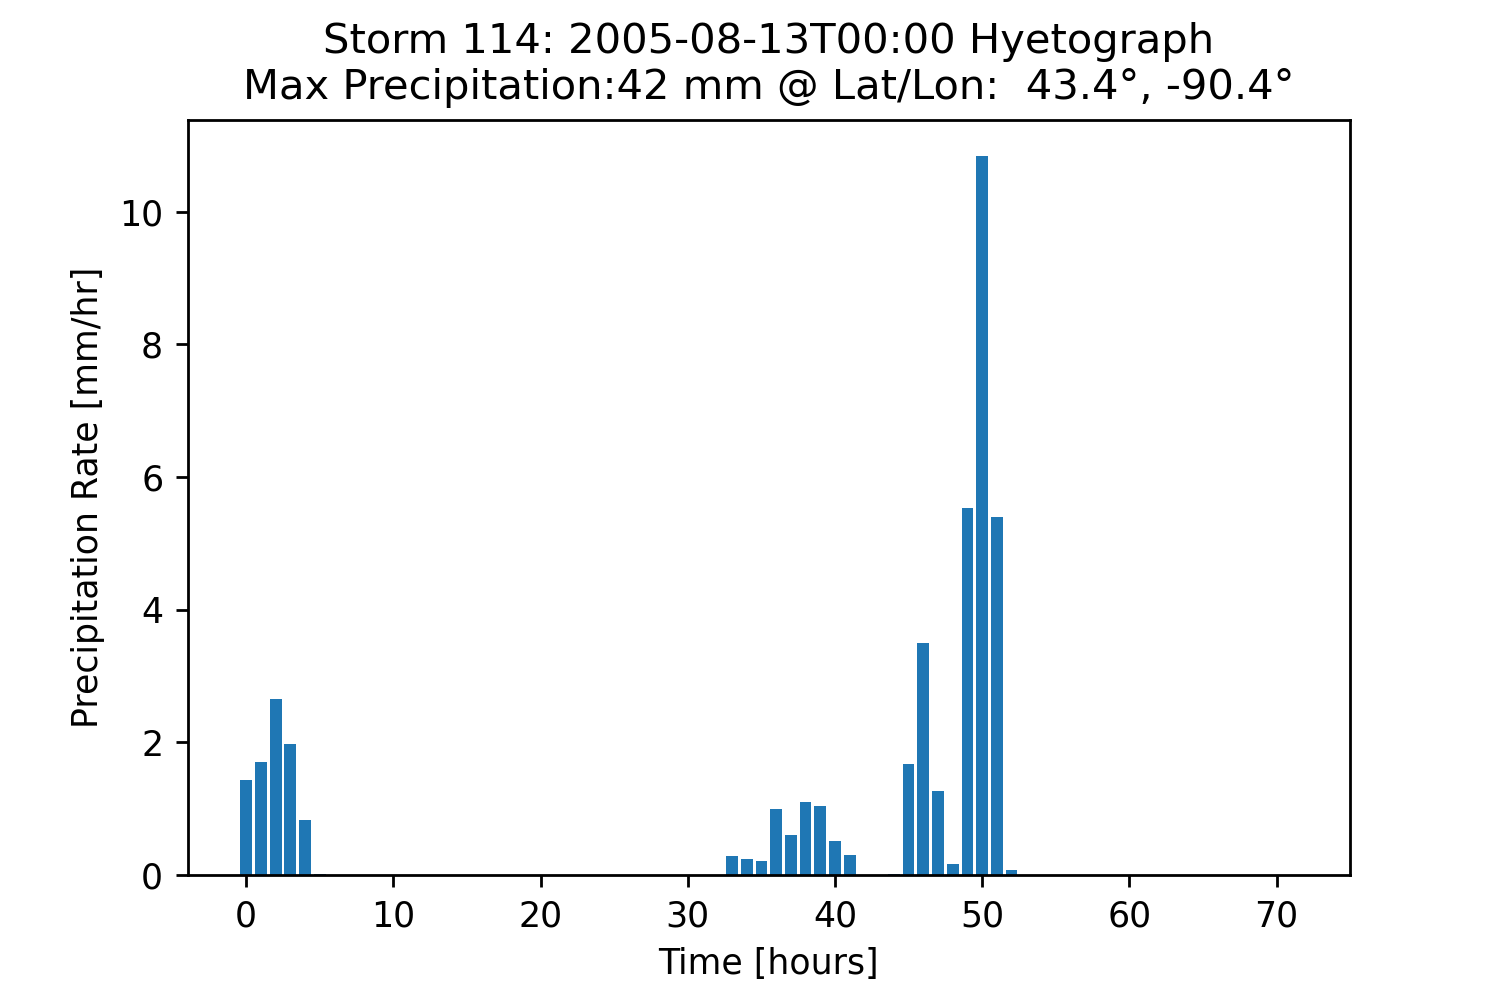 Storm 114: 2005-08-13T00:00 Hyetograph
Max Precipitation:42 mm @ Lat/Lon:  43.4°, -90.4°
Precipitation Rate [mm/hr]
10
8
6
4
2
0
0 10 20 30 40 50 60 70
Time [hours]